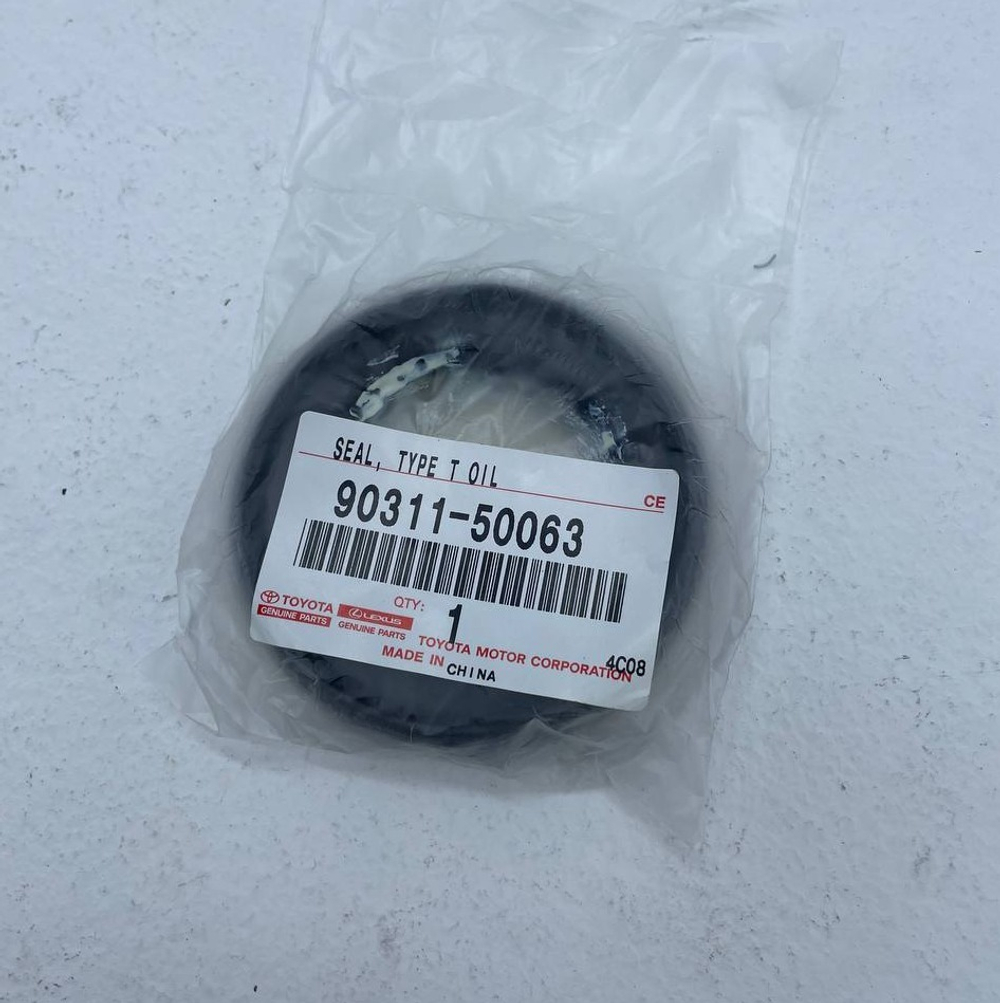 SEAL, TYPE T OIL
CE
90311-50063
TOYOTA
GENUINE PARTS
LEXUS
GENUINE PARTS
QTY: 1
TOYOTA MOTOR CORPORATION
4C08
MADE IN CHINA